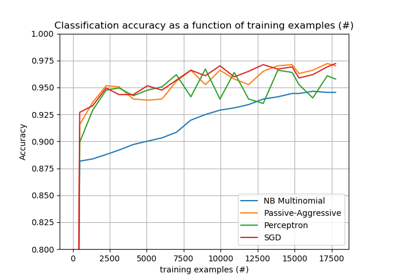 Classification accuracy as a function of training examples (#)
1.000
0.975
0.950
0.925
0.900
0.875
0.850
0.825
0.800
Accuracy
NB Multinomial
Passive-Aggressive
Perceptron
SGD
0 2500 5000 7500 10000 12500 15000 17500
training examples (#)